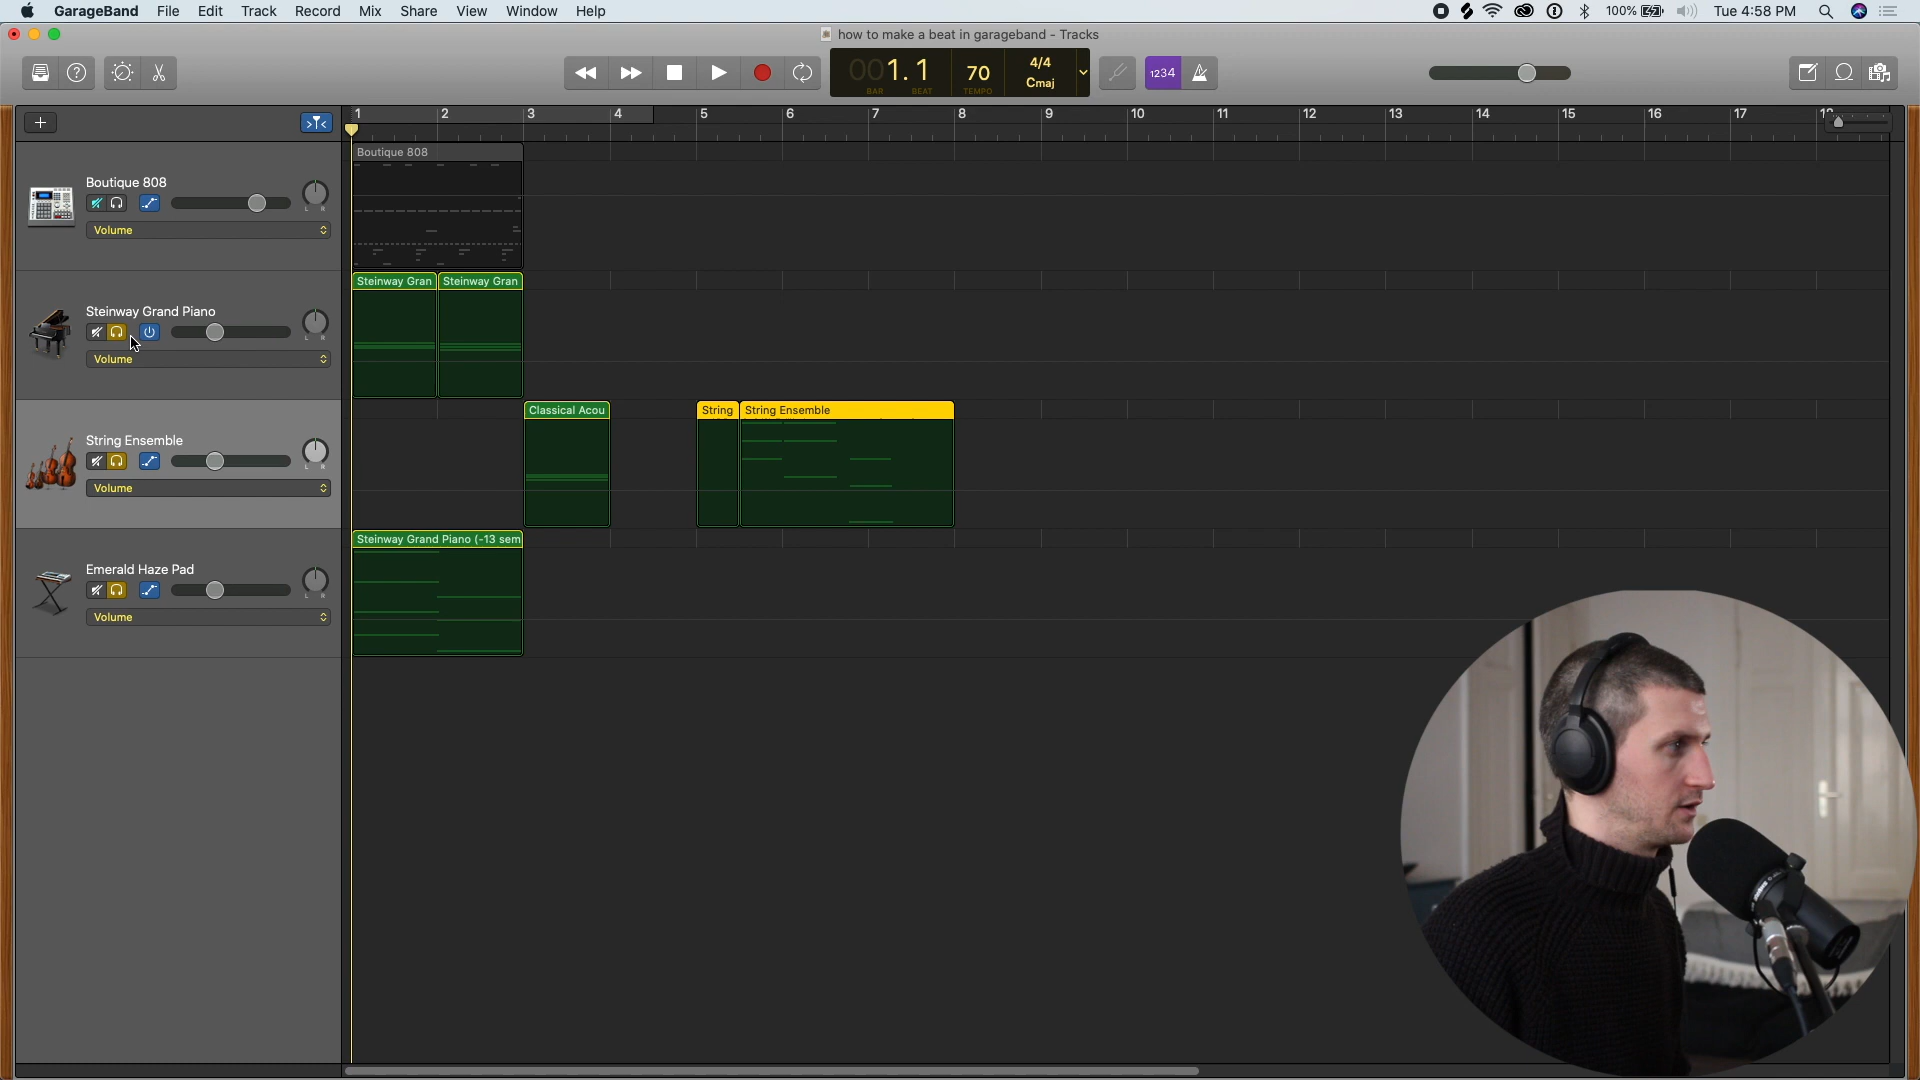 GarageBand File Edit Track Record Mix Share View Window Help
100% Tue 4:58 PM
how to make a beat in garageband - Tracks
001.1 70 4/4
BAR BEAT TEMPO Cmaj
1234
1 2 3 4 5 6 7 8 9 10 11 12 13 14 15 16 17
Boutique 808
Boutique 808
L R
Volume
Steinway Gran Steinway Gran
Steinway Grand Piano
L R
Volume
Classical Acou String String Ensemble
String Ensemble
L R
Volume
Steinway Grand Piano (-13 sem
Emerald Haze Pad
L R
Volume